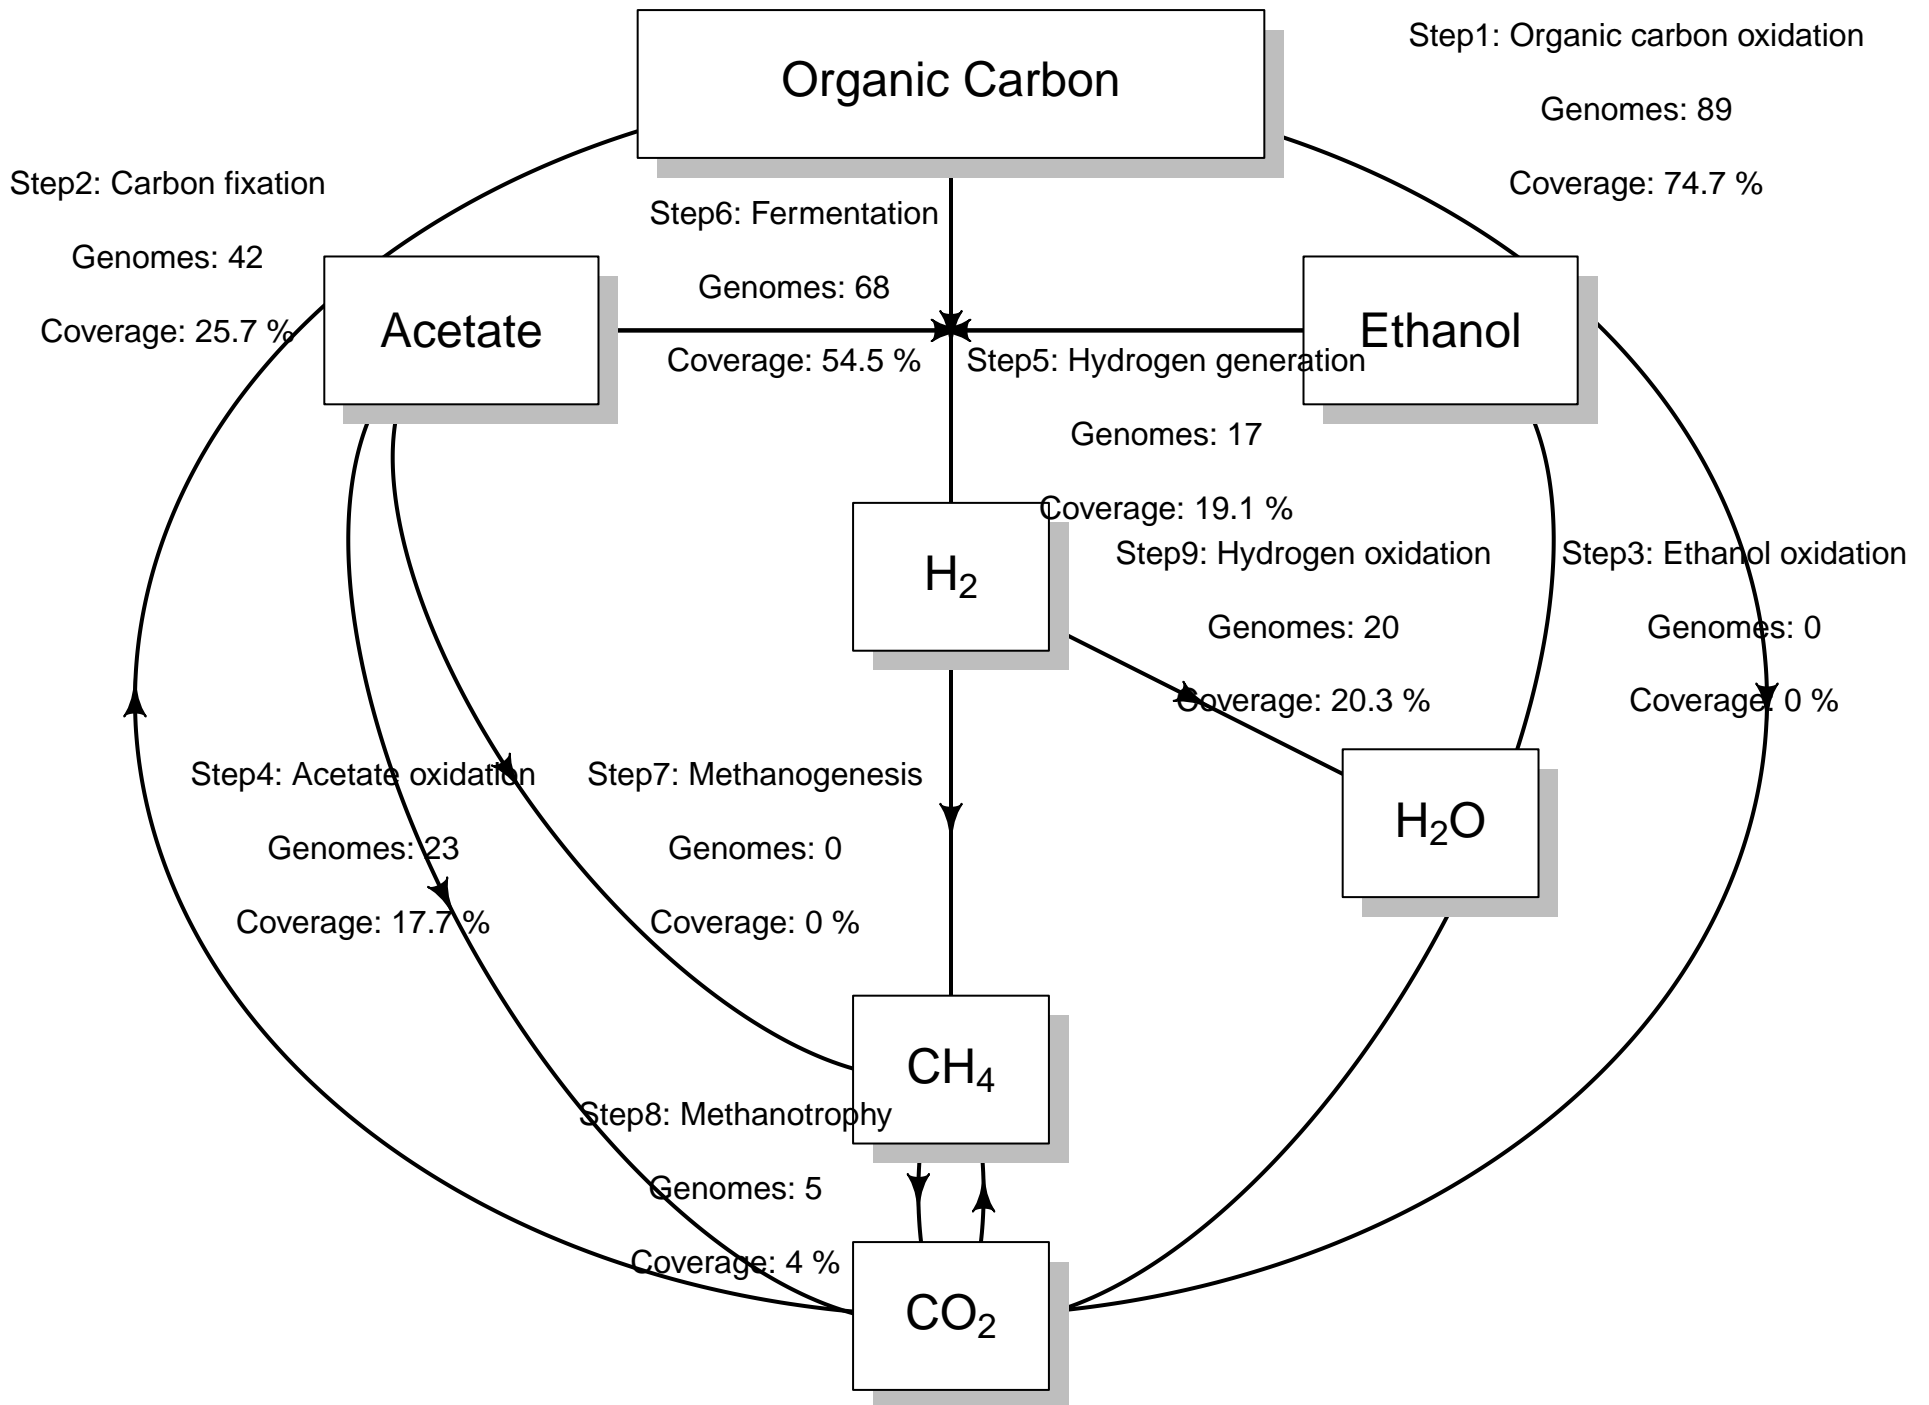 Organic Carbon
Step1: Organic carbon oxidation
Genomes: 89
Coverage: 74.7 %
Step2: Carbon fixation
Genomes: 42
Coverage: 25.7 %
Step6: Fermentation
Genomes: 68
Coverage: 54.5 %
Acetate
Ethanol
Step5: Hydrogen generation
Genomes: 17
Coverage: 19.1 %
H₂
Step9: Hydrogen oxidation
Genomes: 20
Coverage: 20.3 %
Step3: Ethanol oxidation
Genomes: 0
Coverage: 0 %
Step4: Acetate oxidation
Genomes: 23
Coverage: 17.7 %
Step7: Methanogenesis
Genomes: 0
Coverage: 0 %
H₂O
CH₄
Step8: Methanotrophy
Genomes: 5
Coverage: 4 %
CO₂